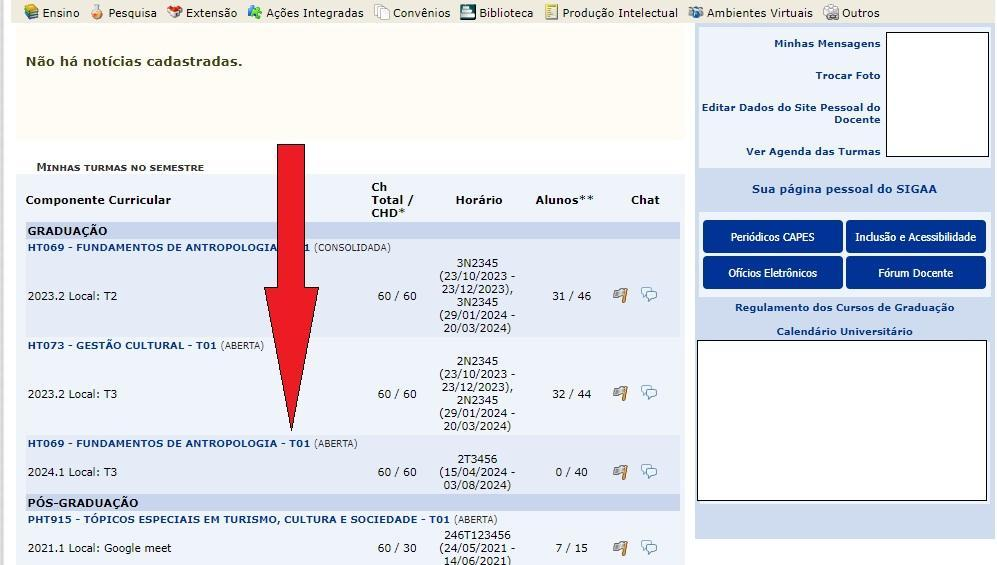 Ensino Pesquisa Extensão Ações Integradas Convênios Biblioteca Produção Intelectual Ambientes Virtuais Outros
Não há notícias cadastradas.
Minhas Mensagens
Trocar Foto
Editar Dados do Site Pessoal do
Docente
Ver Agenda das Turmas
Sua página pessoal do SIGAA
Periódicos CAPES Inclusão e Acessibilidade
Ofícios Eletrônicos Fórum Docente
Regulamento dos Cursos de Graduação
Calendário Universitário
MINHAS TURMAS NO SEMESTRE
Componente Curricular
Ch
Total /
CHD*
Horário Alunos** Chat
GRADUAÇÃO
HT069 - FUNDAMENTOS DE ANTROPOLOGIA 1 (CONSOLIDADA)
2023.2 Local: T2
60 / 60
3N2345
(23/10/2023 -
23/12/2023),
3N2345
(29/01/2024 -
20/03/2024)
31 / 46
HT073 - GESTÃO CULTURAL - T01 (ABERTA)
2023.2 Local: T3
60 / 60
2N2345
(23/10/2023 -
23/12/2023),
2N2345
(29/01/2024 -
20/03/2024)
32 / 44
HT069 - FUNDAMENTOS DE ANTROPOLOGIA - T01 (ABERTA)
2024.1 Local: T3
60 / 60
2T3456
(15/04/2024 -
03/08/2024)
0 / 40
PÓS-GRADUAÇÃO
PHT915 - TÓPICOS ESPECIAIS EM TURISMO, CULTURA E SOCIEDADE - T01 (ABERTA)
2021.1 Local: Google meet
60 / 30
246T123456
(24/05/2021 -
14/06/2021)
7 / 15